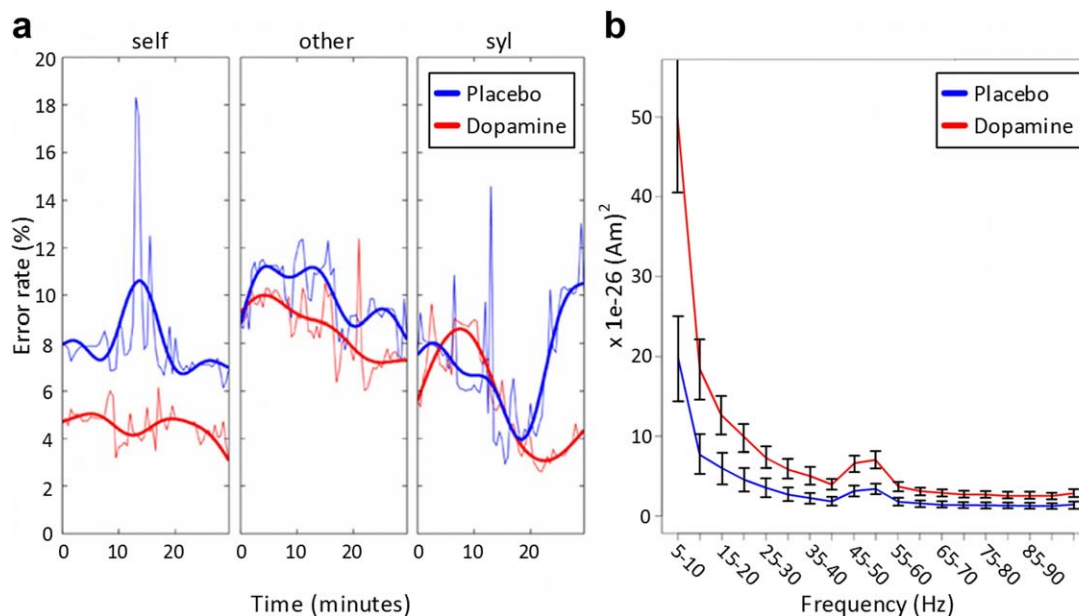 a
b
self
other
syl
Placebo
Dopamine
Placebo
Dopamine
Error rate (%)
20
18
16
14
12
10
8
6
4
2
0
0
10
20
0
10
20
0
10
20
Time (minutes)
x 1e-26 (Am)²
50
40
30
20
10
0
5-10
15-20
25-30
35-40
45-50
55-60
65-70
75-80
85-90
Frequency (Hz)